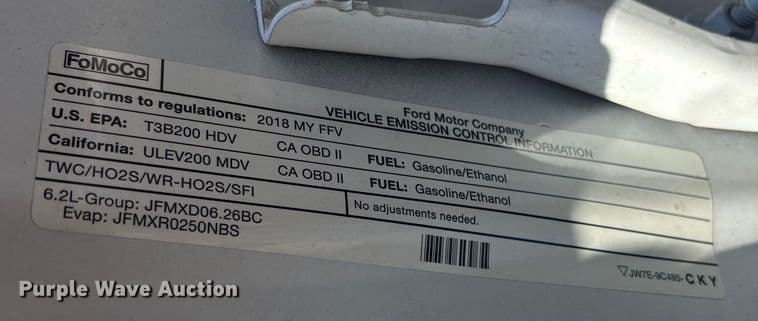 FoMoCo
Ford Motor Company
VEHICLE EMISSION CONTROL INFORMATION
Conforms to regulations: 2018 MY FFV
U.S. EPA: T3B200 HDV CA OBD II FUEL: Gasoline/Ethanol
California: ULEV200 MDV CA OBD II FUEL: Gasoline/Ethanol
TWC/HO2S/WR-HO2S/SFI
No adjustments needed.
6.2L-Group: JFMXD06.26BC
Evap: JFMXR0250NBS
JW7E-9C485-CKY
Purple Wave Auction